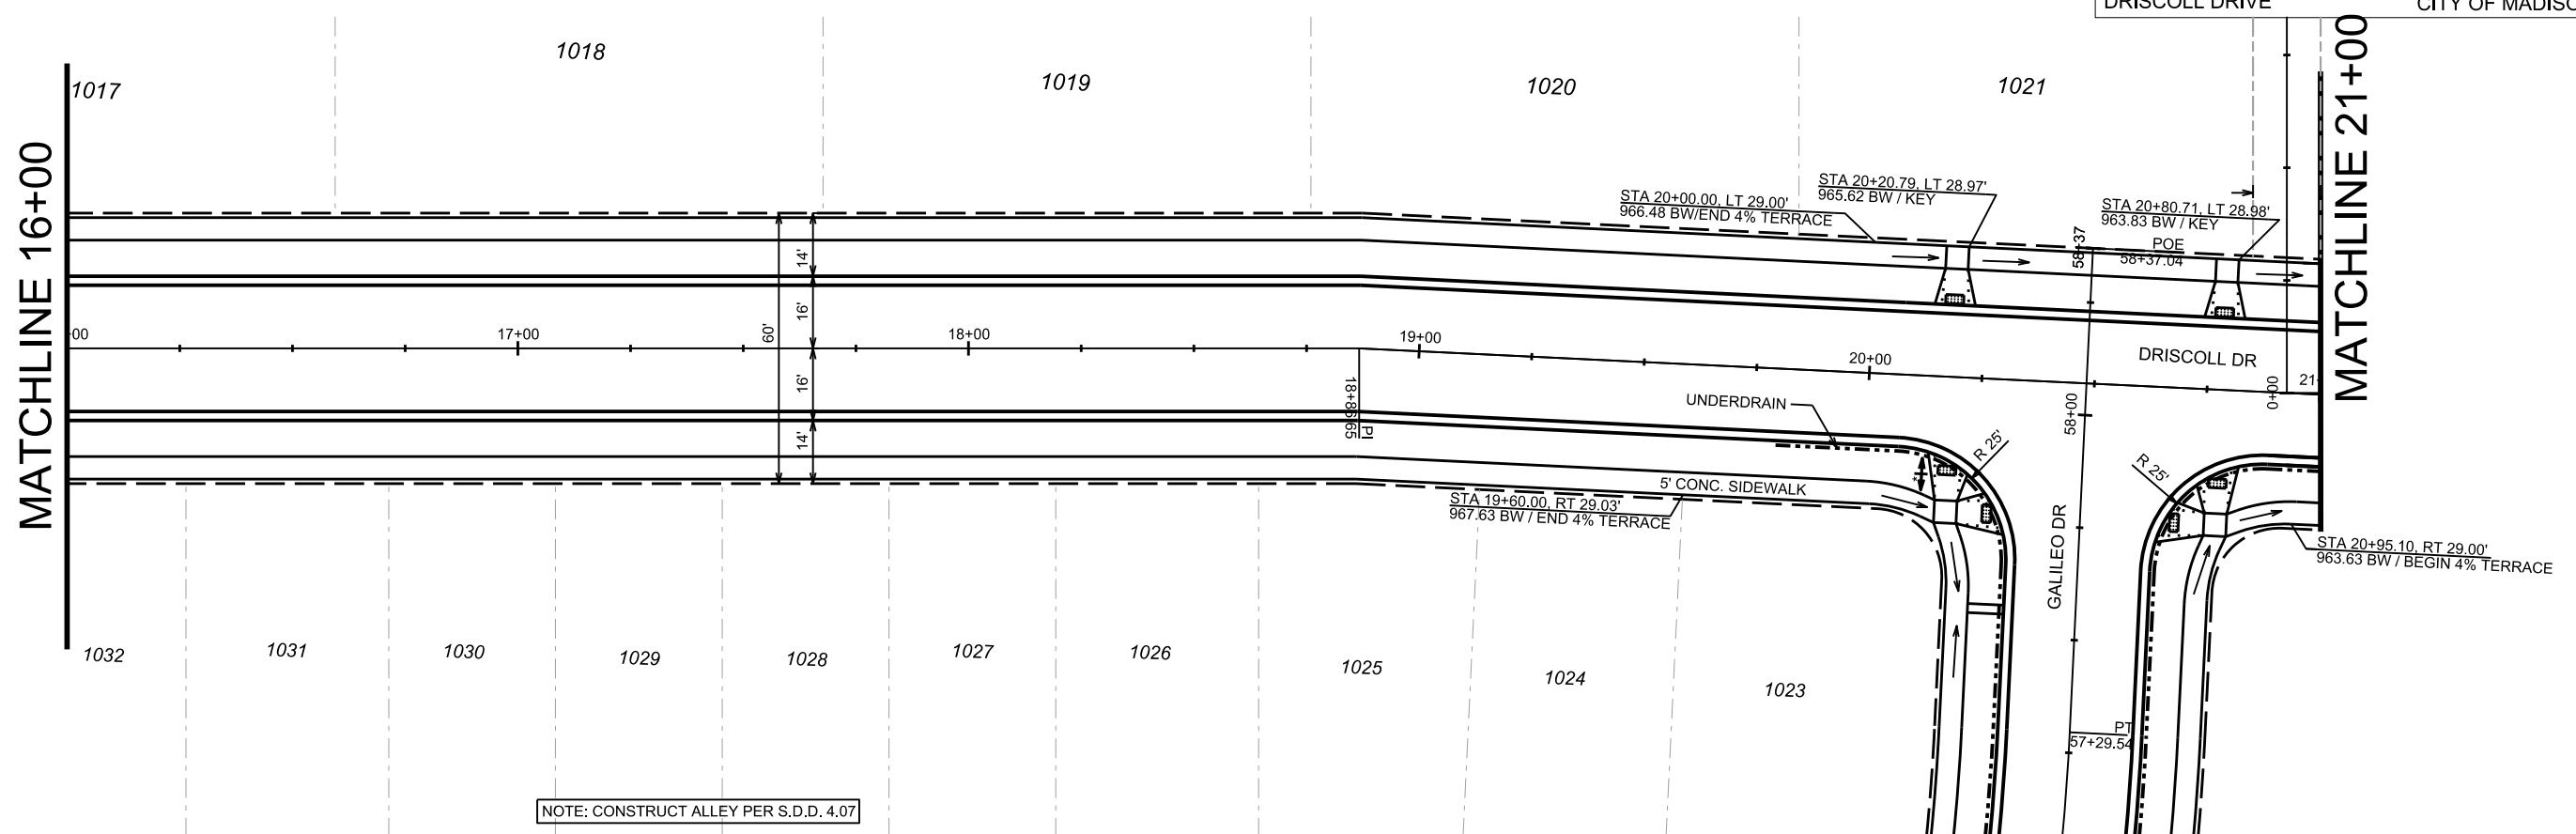 DRISCOLL DRIVE
MATCHLINE 16+00
1017
1018
1019
1020
1021
MATCHLINE 21+00
STA 20+00.00, LT 29.00'
966.48 BW/END 4% TERRACE
STA 20+20.79, LT 28.97'
965.62 BW / KEY
STA 20+80.71, LT 28.98'
963.83 BW / KEY
58+37
POE
58+37.04
14'
16'
60'
16'
14'
00
17+00
18+00
19+00
20+00
21
0+00
DRISCOLL DR
18+86.65
PI
UNDERDRAIN
58+00
R 25'
R 25'
5' CONC. SIDEWALK
STA 19+60.00, RT 29.03'
967.63 BW / END 4% TERRACE
GALILEO DR
STA 20+95.10, RT 29.00'
963.63 BW / BEGIN 4% TERRACE
1032
1031
1030
1029
1028
1027
1026
1025
1024
1023
PT
57+29.54
NOTE: CONSTRUCT ALLEY PER S.D.D. 4.07